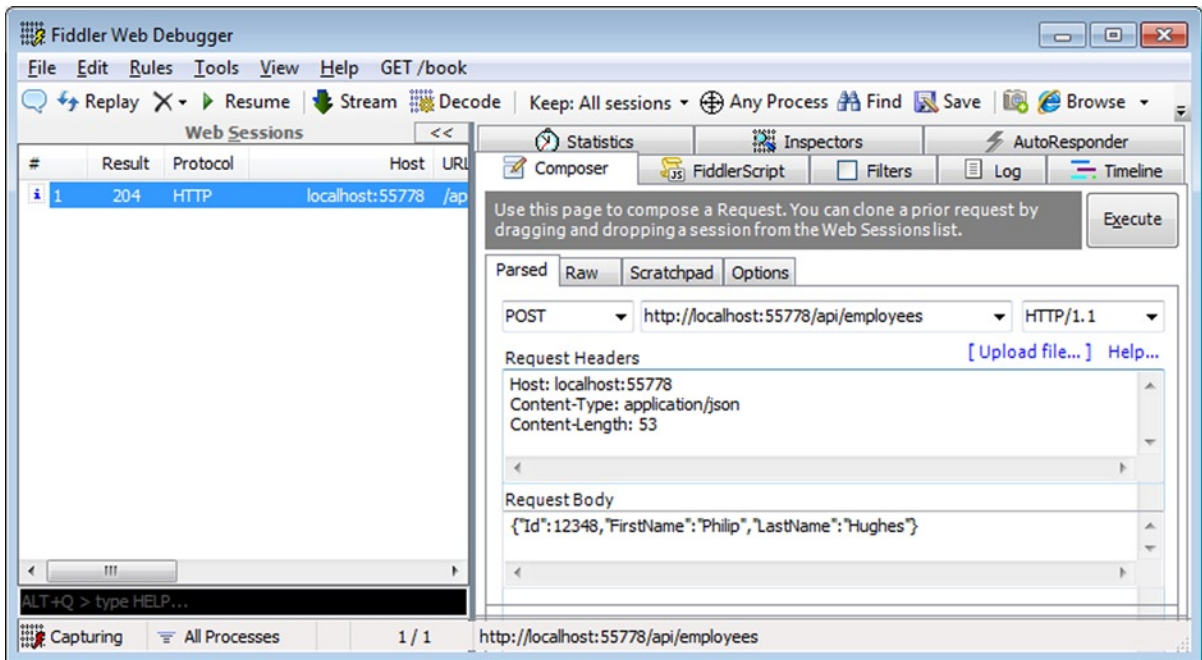 Fiddler Web Debugger
File Edit Rules Tools View Help GET /book
Replay Resume Stream Decode Keep: All sessions Any Process Find Save Browse
Web Sessions <<
# Result Protocol Host URL
1 204 HTTP localhost:55778 /ap
Statistics Inspectors AutoResponder
Composer FiddlerScript Filters Log Timeline
Use this page to compose a Request. You can clone a prior request by
dragging and dropping a session from the Web Sessions list.
Execute
Parsed Raw Scratchpad Options
POST http://localhost:55778/api/employees HTTP/1.1
Request Headers [ Upload file... ] Help...
Host: localhost:55778
Content-Type: application/json
Content-Length: 53
Request Body
{"Id":12348,"FirstName":"Philip","LastName":"Hughes"}
ALT+Q > type HELP...
Capturing All Processes 1 / 1 http://localhost:55778/api/employees